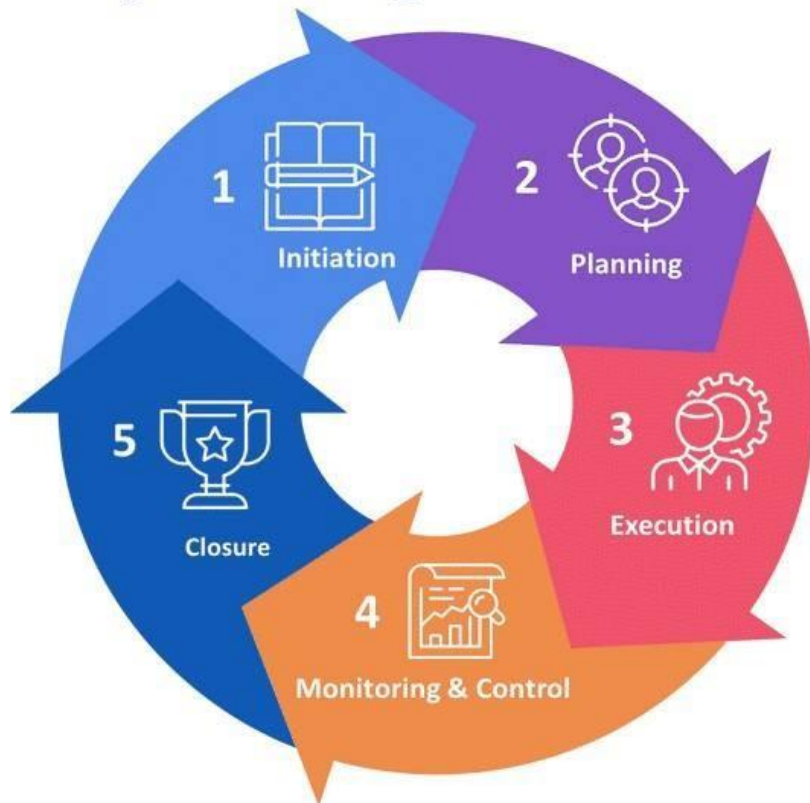 1
Initiation
2
Planning
3
Execution
4
Monitoring & Control
5
Closure